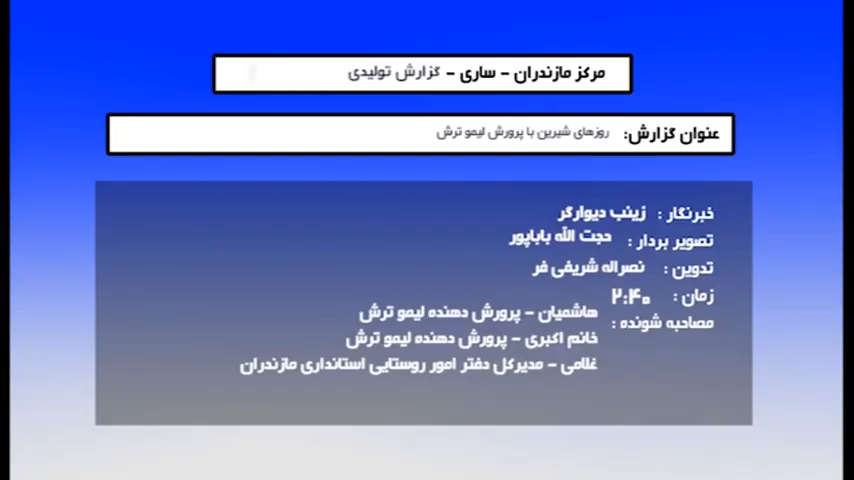 مرکز مازندران - ساری - گزارش تولیدی
عنوان گزارش: روزهای شیرین با پرورش لیمو ترش
خبرنگار : زینب دیوارگر
تصویر بردار : حجت الله باباپور
تدوین : نصراله شریفی فر
زمان : ۲:۴۰
مصاحبه شونده :
هاشمیان - پرورش دهنده لیمو ترش
خانم اکبری - پرورش دهنده لیمو ترش
غلامی - مدیرکل دفتر امور روستایی استانداری مازندران